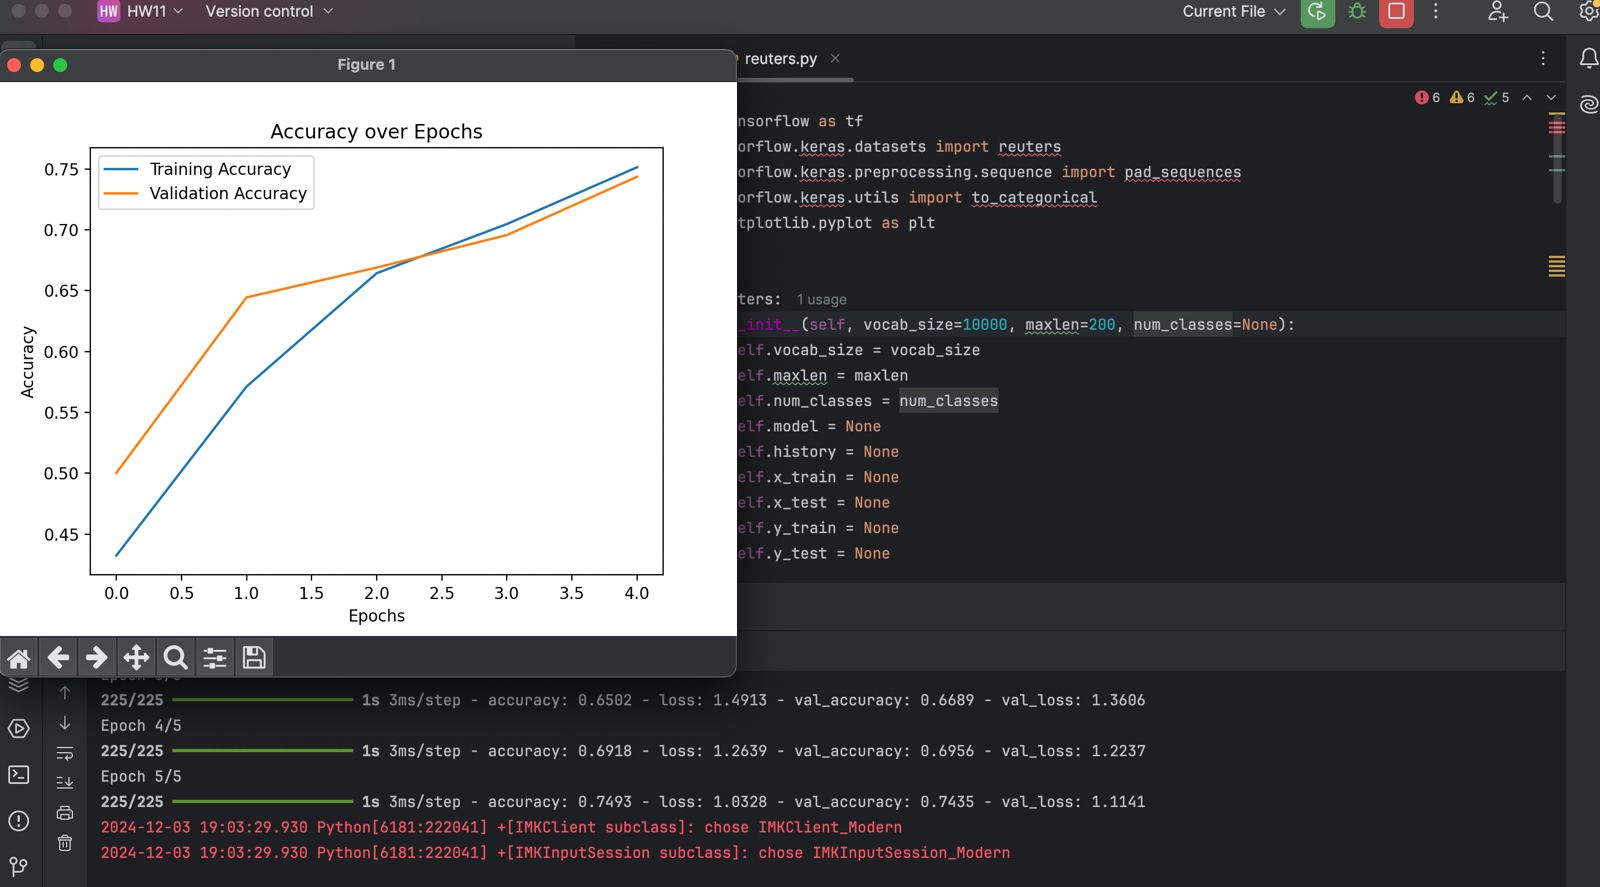 HW HW11 Version control
Current File
Figure 1
reuters.py
6 6 5
Accuracy over Epochs
Training Accuracy
Validation Accuracy
0.75
0.70
0.65
0.60
0.55
0.50
0.45
Accuracy
0.0 0.5 1.0 1.5 2.0 2.5 3.0 3.5 4.0
Epochs
nsorflow as tf
orflow.keras.datasets import reuters
orflow.keras.preprocessing.sequence import pad_sequences
orflow.keras.utils import to_categorical
tplotlib.pyplot as plt
ters: 1 usage
_init__(self, vocab_size=10000, maxlen=200, num_classes=None):
elf.vocab_size = vocab_size
elf.maxlen = maxlen
elf.num_classes = num_classes
elf.model = None
elf.history = None
elf.x_train = None
elf.x_test = None
elf.y_train = None
elf.y_test = None
225/225 1s 3ms/step - accuracy: 0.6502 - loss: 1.4913 - val_accuracy: 0.6689 - val_loss: 1.3606
Epoch 4/5
225/225 1s 3ms/step - accuracy: 0.6918 - loss: 1.2639 - val_accuracy: 0.6956 - val_loss: 1.2237
Epoch 5/5
225/225 1s 3ms/step - accuracy: 0.7493 - loss: 1.0328 - val_accuracy: 0.7435 - val_loss: 1.1141
2024-12-03 19:03:29.930 Python[6181:222041] +[IMKClient subclass]: chose IMKClient_Modern
2024-12-03 19:03:29.930 Python[6181:222041] +[IMKInputSession subclass]: chose IMKInputSession_Modern